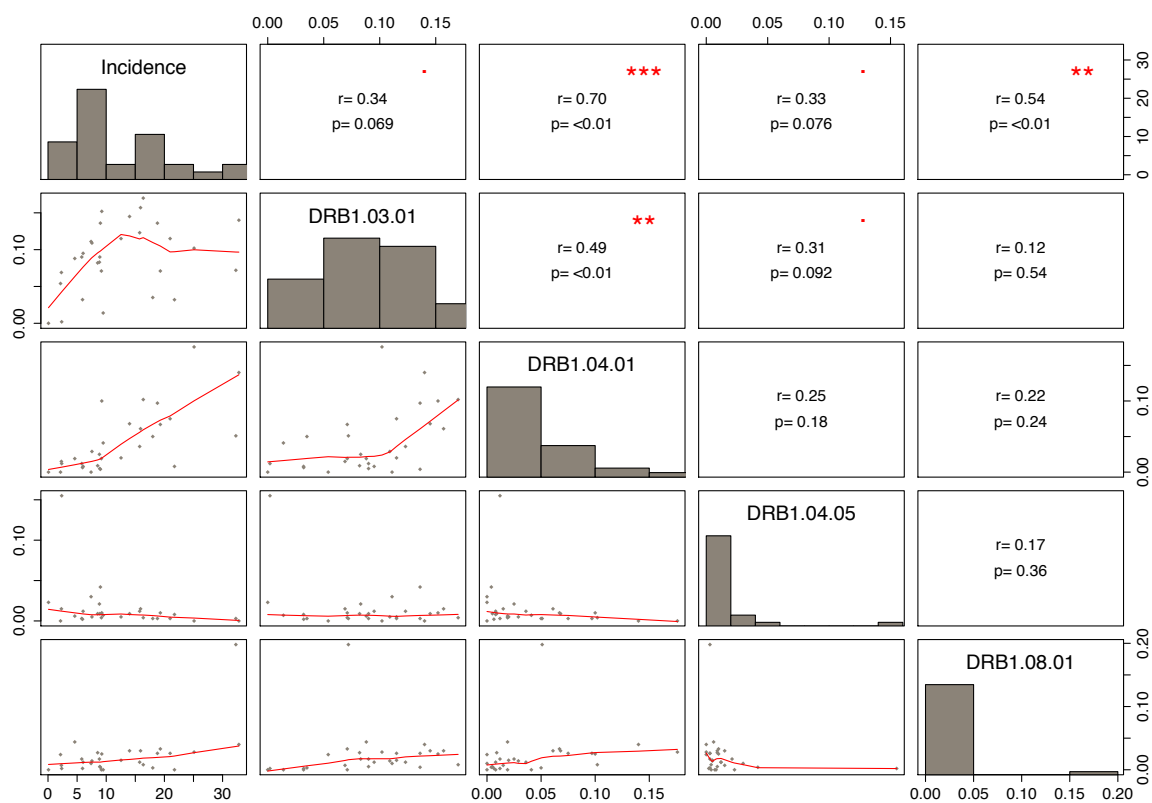 0.00 0.05 0.10 0.15 0.00 0.05 0.10 0.15
Incidence
r= 0.34
p= 0.069
***
r= 0.70
p= <0.01
r= 0.33
p= 0.076
**
r= 0.54
p= <0.01
0 10 20 30
0.00 0.10
DRB1.03.01
**
r= 0.49
p= <0.01
r= 0.31
p= 0.092
r= 0.12
p= 0.54
DRB1.04.01
r= 0.25
p= 0.18
r= 0.22
p= 0.24
0.00 0.10
0.00 0.10
DRB1.04.05
r= 0.17
p= 0.36
DRB1.08.01
0.00 0.10 0.20
0 5 10 20 30 0.00 0.05 0.10 0.15 0.00 0.05 0.10 0.15 0.20